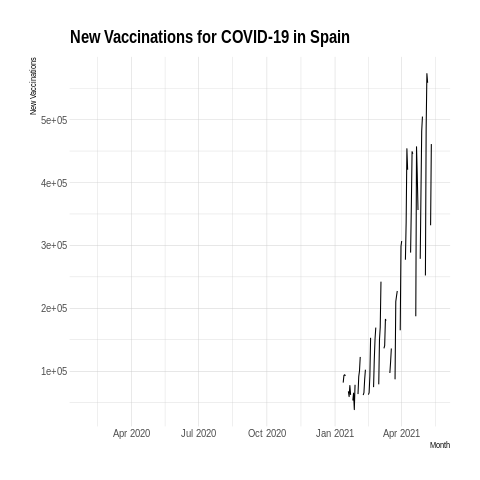 New Vaccinations for COVID-19 in Spain
New Vaccinations
5e+05
4e+05
3e+05
2e+05
1e+05
Apr 2020 Jul 2020 Oct 2020 Jan 2021 Apr 2021
Month